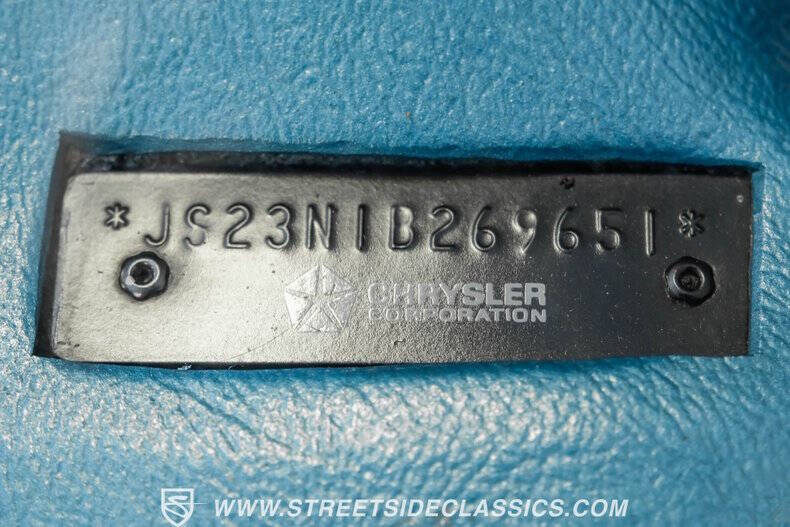 *JS23N1B269651*
CHRYSLER
CORPORATION
WWW.STREETSIDECLASSICS.COM